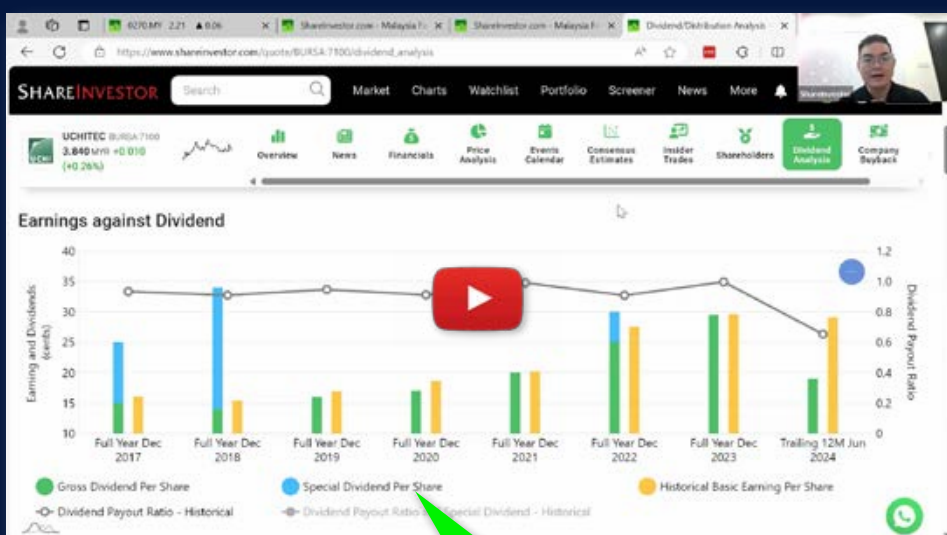 6270.MY 2.21 ▲0.06
ShareInvestor.com - Malaysia F
ShareInvestor.com - Malaysia F
Dividend/Distribution Analysis
https://www.shareinvestor.com/quote/BURSA:7100/dividend_analysis
SHAREINVESTOR
Search
Market Charts Watchlist Portfolio Screener News More
ShareInvestor
UCHITEC BURSA:7100
3.840 MYR +0.010
(+0.26%)
UCHI
Overview
News
Financials
Price Analysis
Events Calendar
Consensus Estimates
Insider Trades
Shareholders
Dividend Analysis
Company Buyback
Earnings against Dividend
Earning and Dividends (cents)
40
35
30
25
20
15
10
1.2
1.0
0.8
0.6
0.4
0.2
0
Dividend Payout Ratio
Full Year Dec 2017
Full Year Dec 2018
Full Year Dec 2019
Full Year Dec 2020
Full Year Dec 2021
Full Year Dec 2022
Full Year Dec 2023
Trailing 12M Jun 2024
Gross Dividend Per Share
Special Dividend Per Share
Historical Basic Earning Per Share
Dividend Payout Ratio - Historical
Dividend Payout Ratio and Special Dividend - Historical